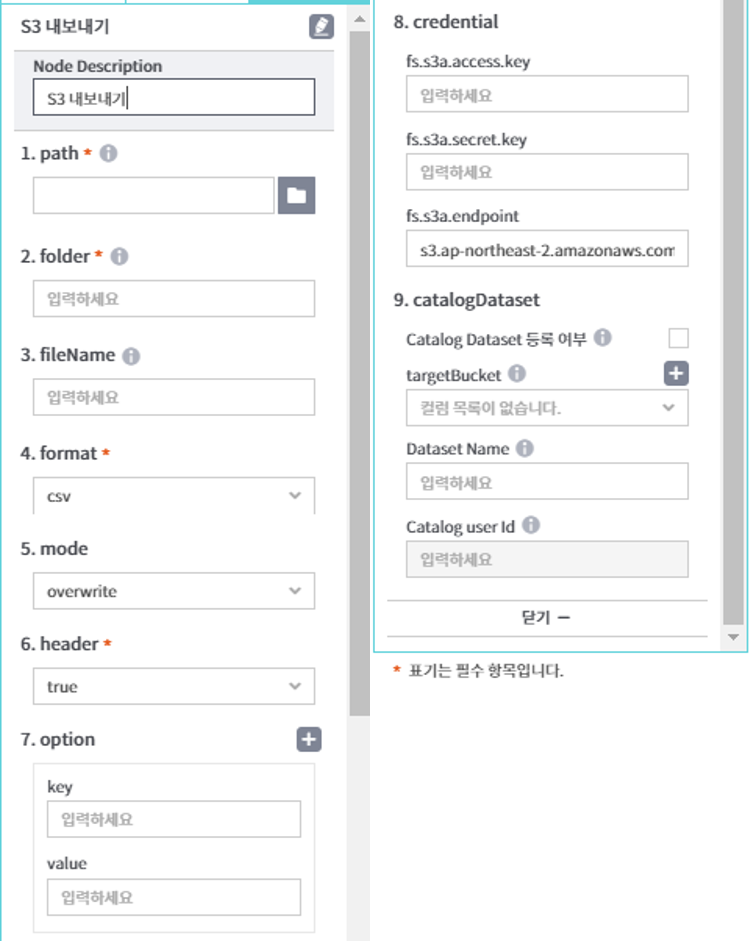 S3 내보내기
Node Description
S3 내보내기
1. path *
2. folder *
입력하세요
3. fileName
입력하세요
4. format *
csv
5. mode
overwrite
6. header *
true
7. option
key
입력하세요
value
입력하세요
8. credential
fs.s3a.access.key
입력하세요
fs.s3a.secret.key
입력하세요
fs.s3a.endpoint
s3.ap-northeast-2.amazonaws.com
9. catalogDataset
Catalog Dataset 등록 여부
targetBucket
컬럼 목록이 없습니다.
Dataset Name
입력하세요
Catalog user Id
입력하세요
닫기 –
* 표기는 필수 항목입니다.